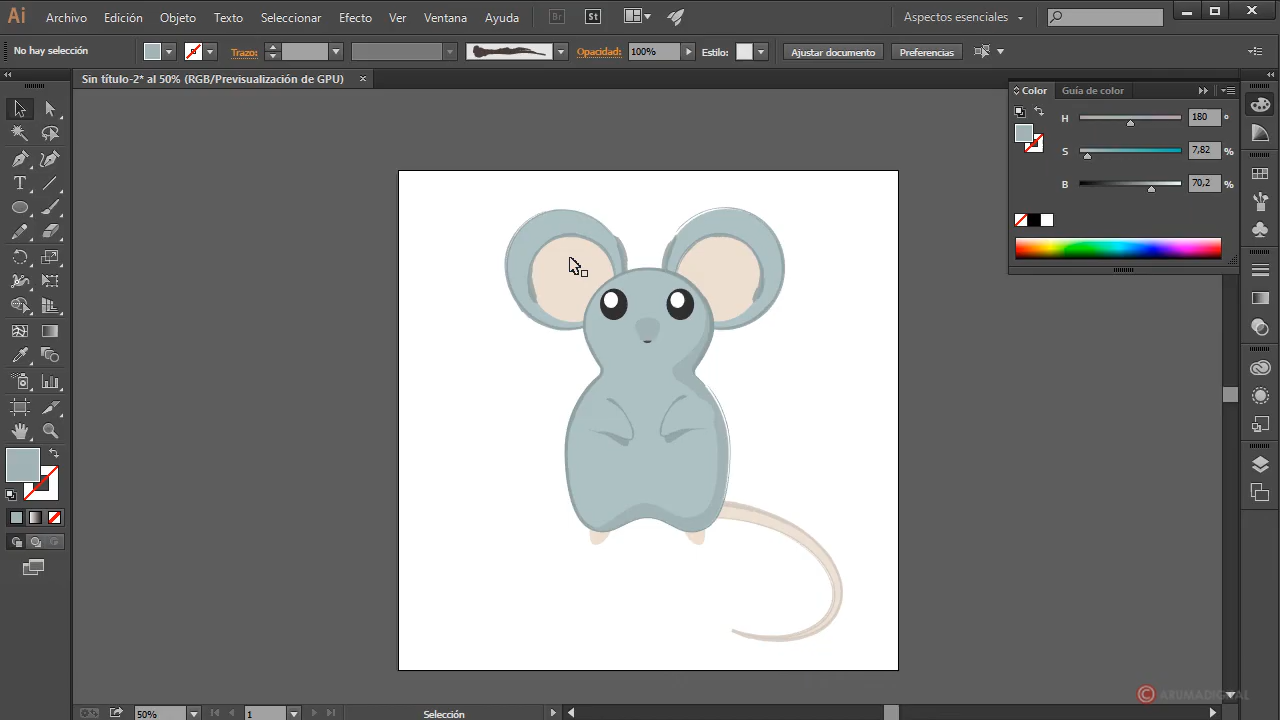 Ai Archivo Edición Objeto Texto Seleccionar Efecto Ver Ventana Ayuda Br St Aspectos esenciales
No hay selección Trazo: Opacidad: 100% Estilo: Ajustar documento Preferencias
Sin título-2* al 50% (RGB/Previsualización de GPU) ×
Color Guía de color
H 180 °
S 7,82 %
B 70,2 %
T
© ARUMADIGITAL
50% 1 Selección